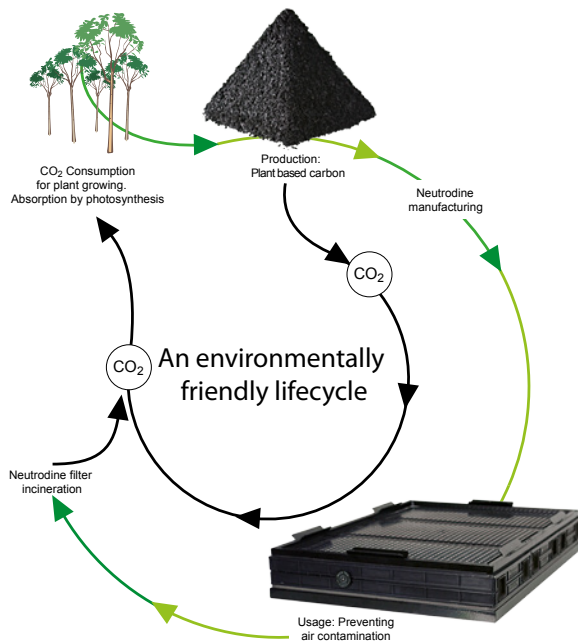 CO₂ Consumption
for plant growing.
Absorption by photosynthesis
Production:
Plant based carbon
Neutrodine
manufacturing
CO₂
CO₂
An environmentally
friendly lifecycle
Neutrodine filter
incineration
Usage: Preventing
air contamination